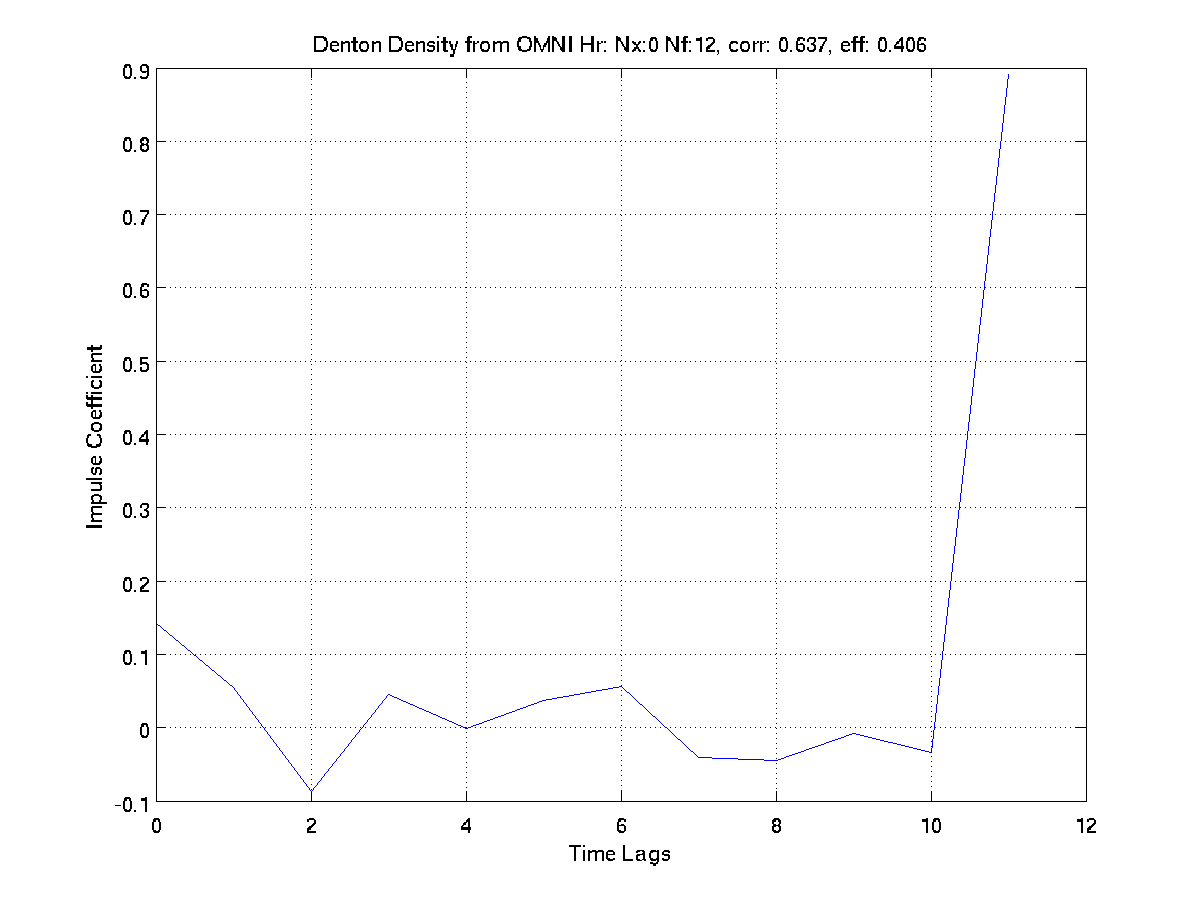 Denton Density from OMNI Hr: Nx:0 Nf:12, corr: 0.637, eff: 0.406
0.9
0.8
0.7
0.6
0.5
0.4
0.3
0.2
0.1
0
-0.1
Impulse Coefficient
0 2 4 6 8 10 12
Time Lags